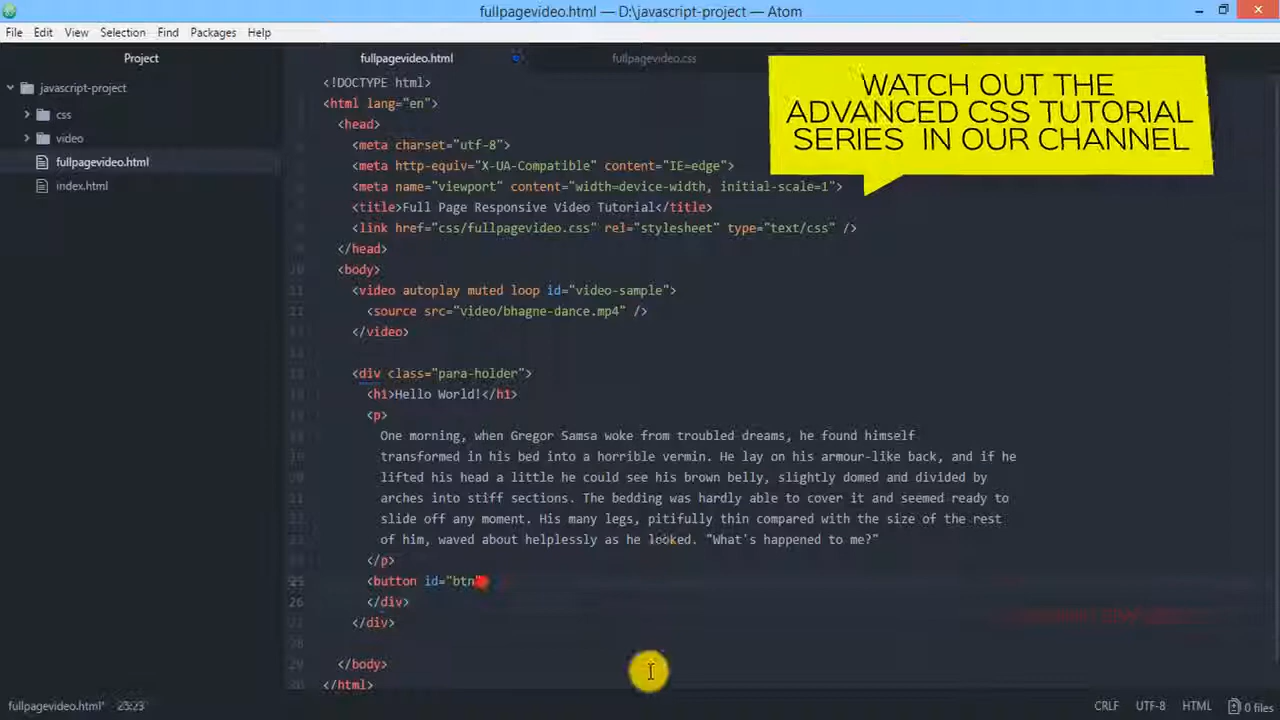 fullpagevideo.html — D:\javascript-project — Atom
File Edit View Selection Find Packages Help
Project
fullpagevideo.html
fullpagevideo.css
javascript-project
css
video
fullpagevideo.html
index.html
WATCH OUT THE
ADVANCED CSS TUTORIAL
SERIES IN OUR CHANNEL
<!DOCTYPE html>
<html lang="en">
<head>
<meta charset="utf-8">
<meta http-equiv="X-UA-Compatible" content="IE=edge">
<meta name="viewport" content="width=device-width, initial-scale=1">
<title>Full Page Responsive Video Tutorial</title>
<link href="css/fullpagevideo.css" rel="stylesheet" type="text/css" />
</head>
<body>
<video autoplay muted loop id="video-sample">
<source src="video/bhagne-dance.mp4" />
</video>
<div class="para-holder">
<h1>Hello World!</h1>
<p>
One morning, when Gregor Samsa woke from troubled dreams, he found himself
transformed in his bed into a horrible vermin. He lay on his armour-like back, and if he
lifted his head a little he could see his brown belly, slightly domed and divided by
arches into stiff sections. The bedding was hardly able to cover it and seemed ready to
slide off any moment. His many legs, pitifully thin compared with the size of the rest
of him, waved about helplessly as he looked. "What's happened to me?"
</p>
<button id="btn"
</div>
</div>
</body>
</html>
fullpagevideo.html* 25:23
CRLF UTF-8 HTML 0 files